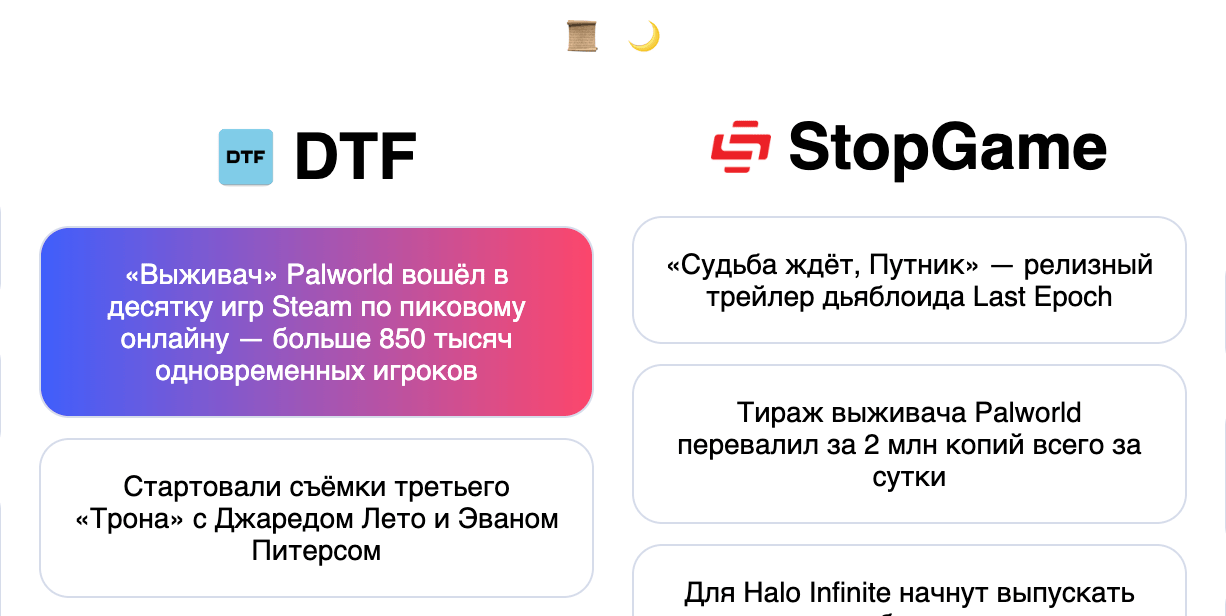 DTF
DTF
«Выживач» Palworld вошёл в
десятку игр Steam по пиковому
онлайну — больше 850 тысяч
одновременных игроков
Стартовали съёмки третьего
«Трона» с Джаредом Лето и Эваном
Питерсом
StopGame
«Судьба ждёт, Путник» — релизный
трейлер дьяблоида Last Epoch
Тираж выживача Palworld
перевалил за 2 млн копий всего за
сутки
Для Halo Infinite начнут выпускать